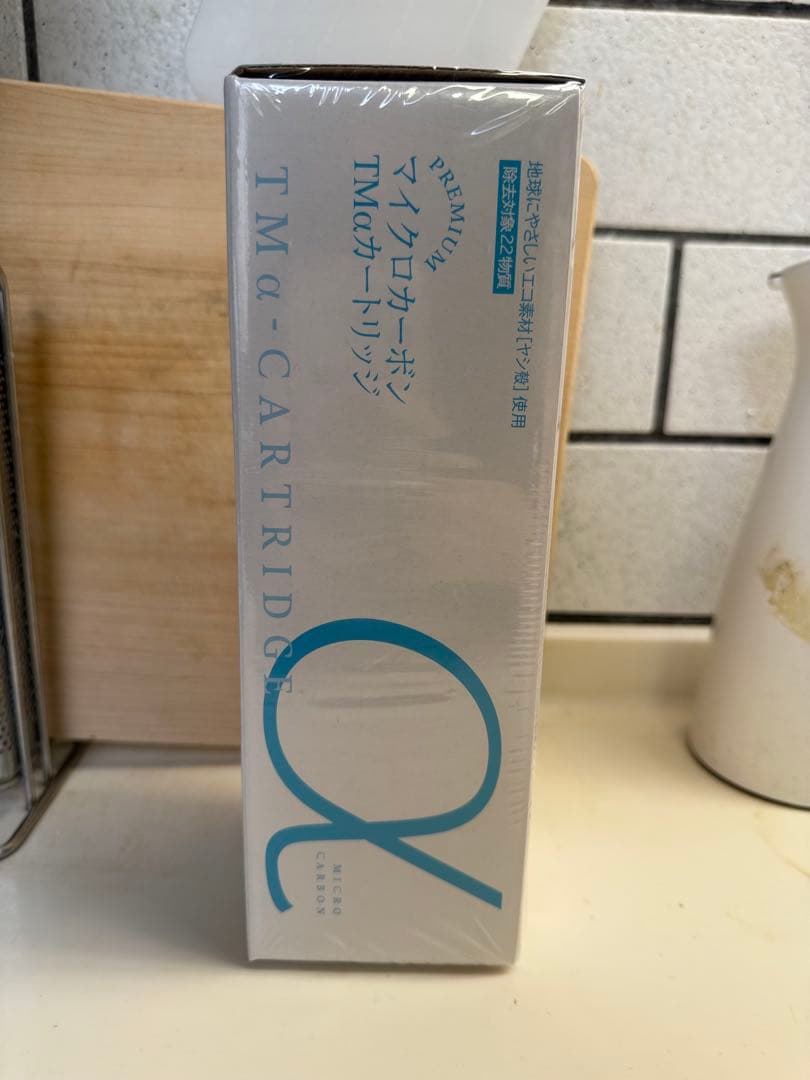 地球にやさしいエコ素材[ヤシ殻]使用
除去対象22物質
PREMIUM
マイクロカーボン
TMαカートリッジ
TMα-CARTRIDGE
α
MICRO
CARBON